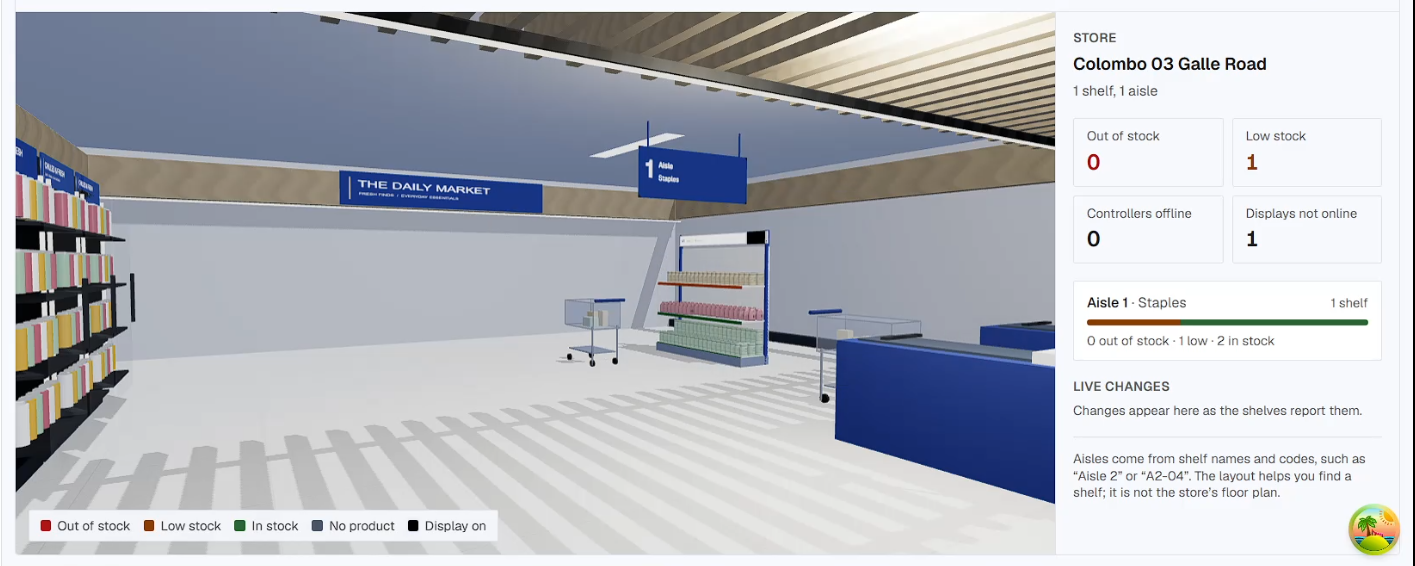 THE DAILY MARKET
FRESH FINDS | EVERYDAY ESSENTIALS
1 Aisle
Staples
Out of stock
Low stock
In stock
No product
Display on
STORE
Colombo 03 Galle Road
1 shelf, 1 aisle
Out of stock
0
Low stock
1
Controllers offline
0
Displays not online
1
Aisle 1 · Staples
1 shelf
0 out of stock · 1 low · 2 in stock
LIVE CHANGES
Changes appear here as the shelves report them.
Aisles come from shelf names and codes, such as
“Aisle 2” or “A2-04”. The layout helps you find a
shelf; it is not the store’s floor plan.